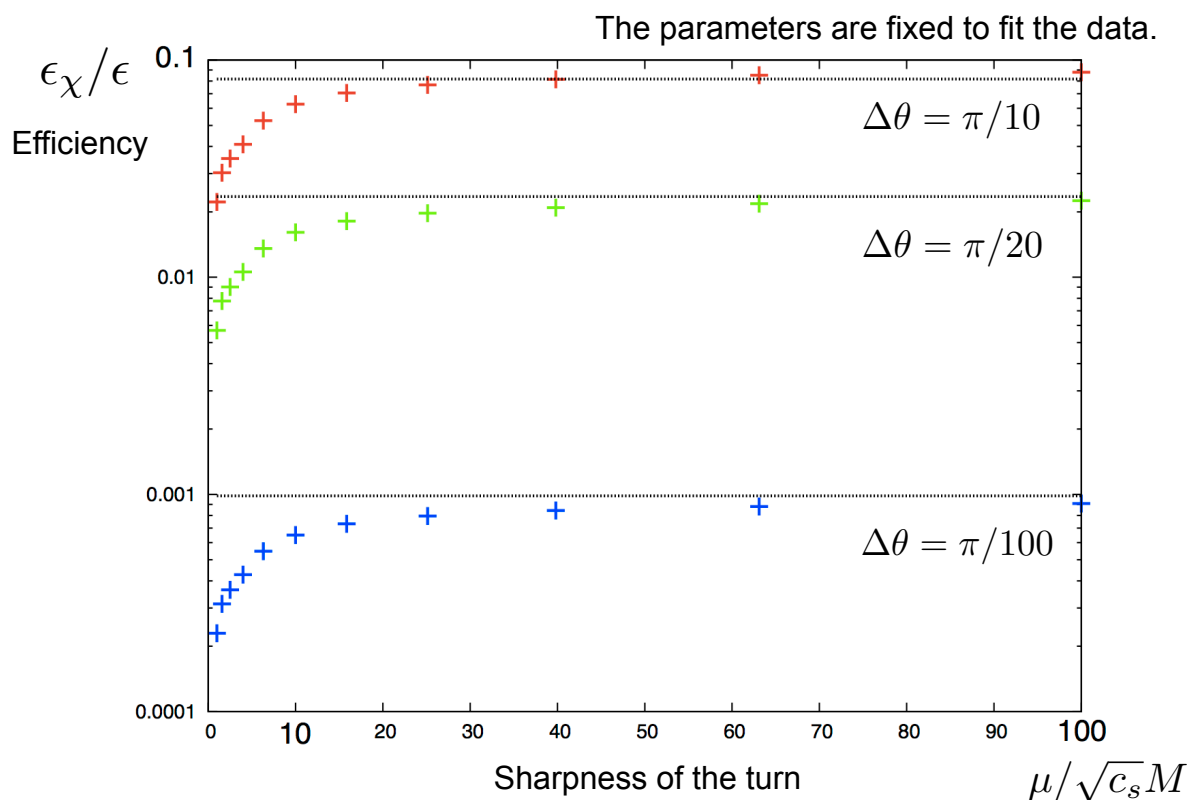 The parameters are fixed to fit the data.
ϵ_χ/ϵ
Efficiency
0.1
0.01
0.001
0.0001
Δθ = π/10
Δθ = π/20
Δθ = π/100
0 10 20 30 40 50 60 70 80 90 100
Sharpness of the turn
μ/√c_s M